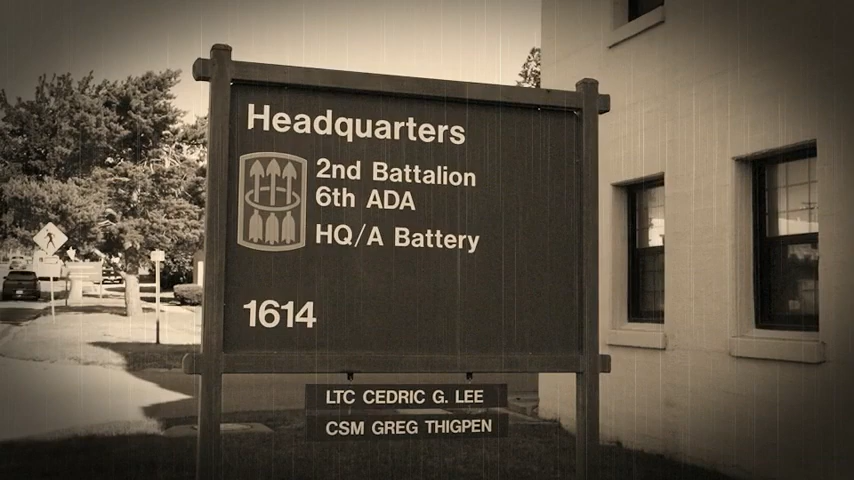 Headquarters
2nd Battalion
6th ADA
HQ/A Battery
1614
LTC CEDRIC G. LEE
CSM GREG THIGPEN